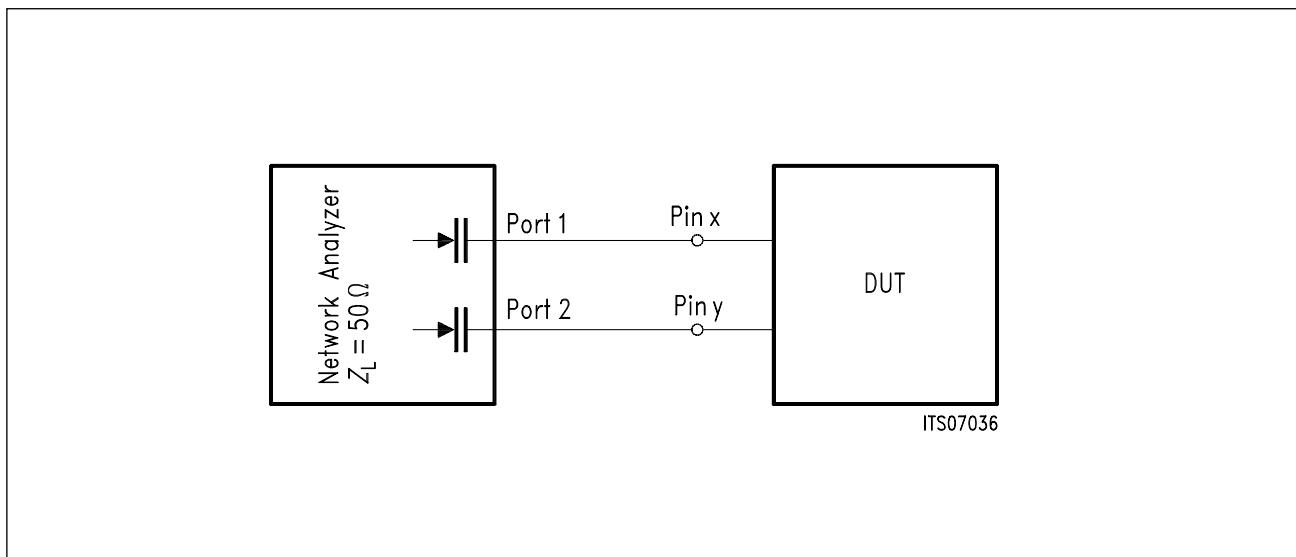 Network Analyzer
Z_L = 50 Ω
Port 1
Pin x
Port 2
Pin y
DUT
ITS07036